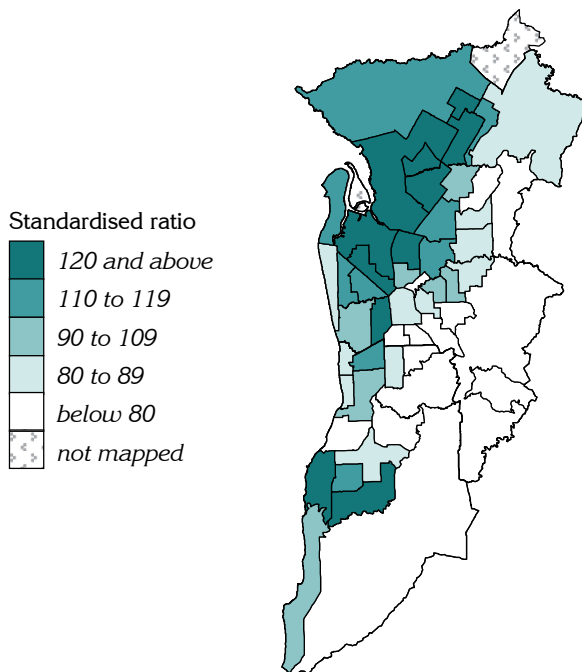 Standardised ratio
120 and above
110 to 119
90 to 109
80 to 89
below 80
not mapped